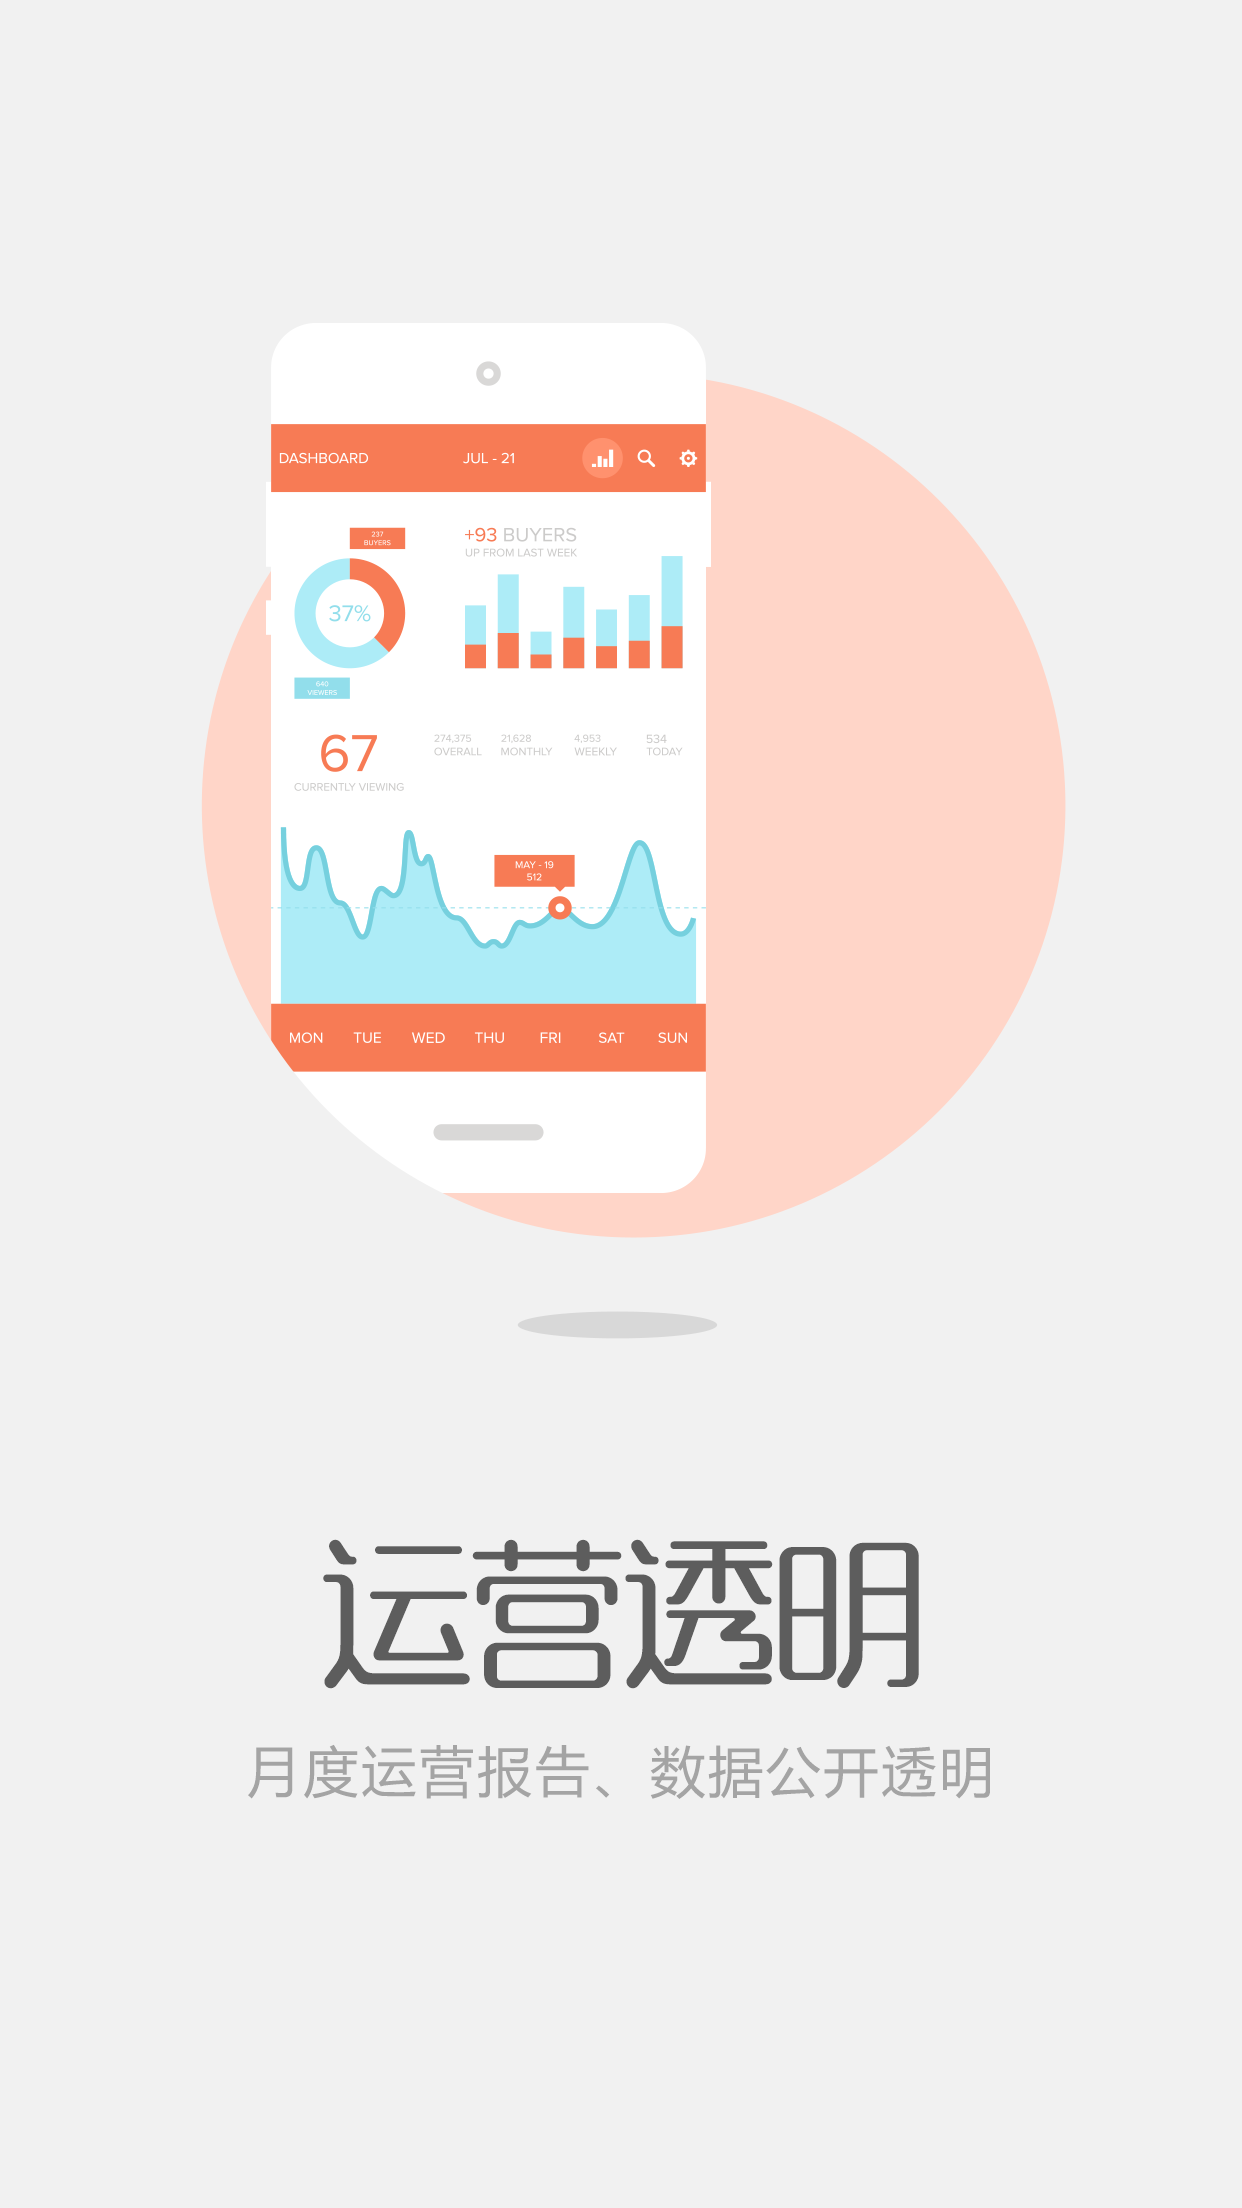 DASHBOARD JUL - 21
237
BUYERS
37%
640
VIEWERS
+93 BUYERS
UP FROM LAST WEEK
67
CURRENTLY VIEWING
274,375
OVERALL
21,628
MONTHLY
4,953
WEEKLY
534
TODAY
MAY - 19
512
MON TUE WED THU FRI SAT SUN
运营透明
月度运营报告、数据公开透明